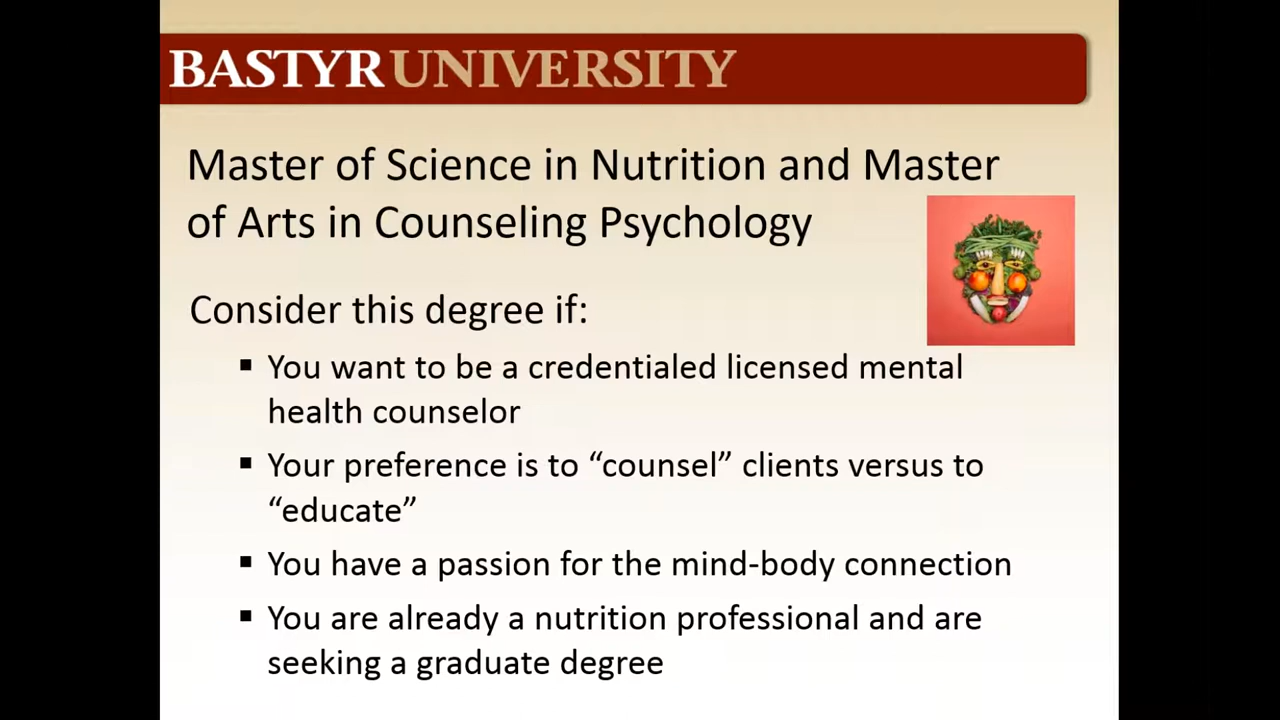 BASTYR UNIVERSITY
Master of Science in Nutrition and Master
of Arts in Counseling Psychology
Consider this degree if:
▪ You want to be a credentialed licensed mental
health counselor
▪ Your preference is to “counsel” clients versus to
“educate”
▪ You have a passion for the mind-body connection
▪ You are already a nutrition professional and are
seeking a graduate degree